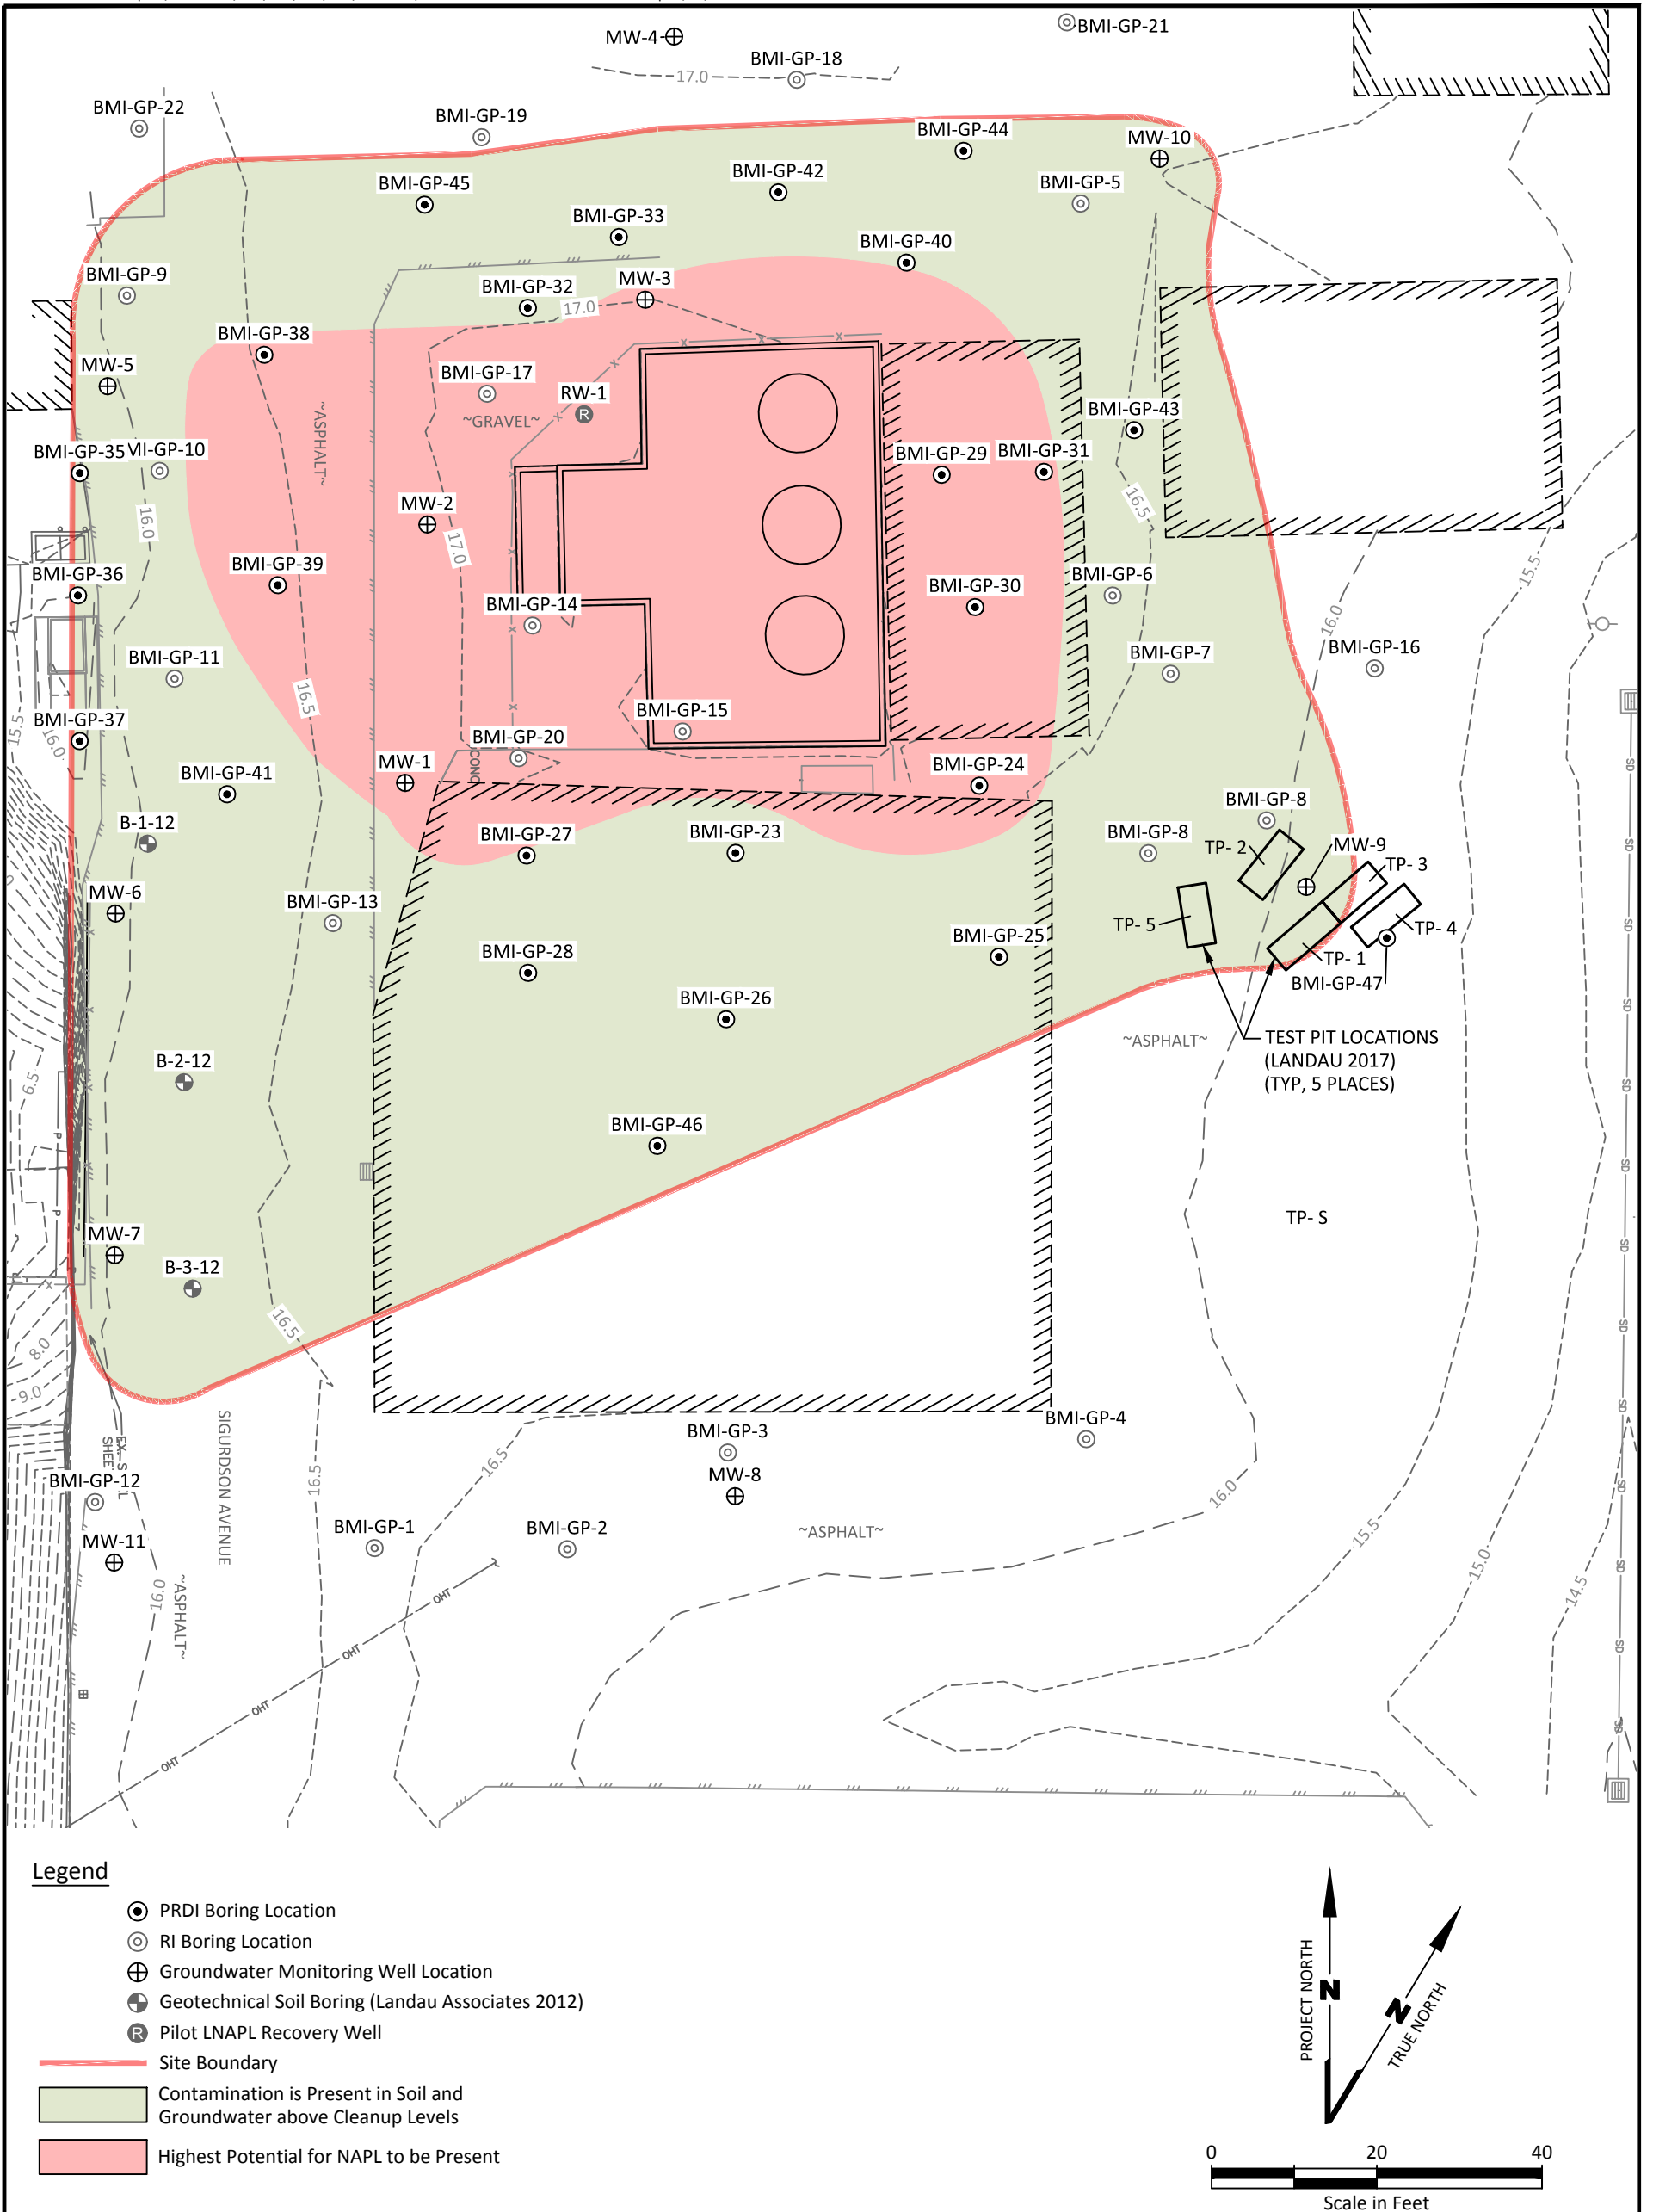 MW-4
BMI-GP-21
BMI-GP-18
17.0
BMI-GP-22
BMI-GP-19
BMI-GP-44
MW-10
BMI-GP-45
BMI-GP-42
BMI-GP-5
BMI-GP-33
BMI-GP-40
BMI-GP-9
BMI-GP-32
MW-3
17.0
BMI-GP-38
MW-5
BMI-GP-17
RW-1
R
~GRAVEL~
~ASPHALT~
BMI-GP-43
BMI-GP-35
MI-GP-10
BMI-GP-29
BMI-GP-31
MW-2
16.0
17.0
16.5
BMI-GP-36
BMI-GP-39
BMI-GP-14
BMI-GP-30
BMI-GP-6
15.5
16.0
BMI-GP-11
BMI-GP-7
BMI-GP-16
16.5
BMI-GP-37
15.5
16.0
BMI-GP-15
BMI-GP-20
CONC
MW-1
BMI-GP-24
BMI-GP-41
SD
B-1-12
BMI-GP-27
BMI-GP-23
BMI-GP-8
BMI-GP-8
TP- 2
MW-9
TP- 3
SD
MW-6
BMI-GP-13
TP- 5
TP- 4
SD
BMI-GP-28
BMI-GP-25
TP- 1
BMI-GP-47
BMI-GP-26
SD
~ASPHALT~
TEST PIT LOCATIONS
(LANDAU 2017)
(TYP, 5 PLACES)
6.5
B-2-12
SD
BMI-GP-46
P
SD
P
TP- S
MW-7
SD
B-3-12
16.5
8.0
SD
9.0
SIGURDSON AVENUE
SD
BMI-GP-3
BMI-GP-4
MW-8
16.5
16.5
BMI-GP-12
SD
16.0
MW-11
BMI-GP-1
BMI-GP-2
~ASPHALT~
15.5
15.0
14.5
SD
16.0
~ASPHALT~
OHT
OHT
OHT
OHT
SD
SD
Legend
PRDI Boring Location
RI Boring Location
Groundwater Monitoring Well Location
Geotechnical Soil Boring (Landau Associates 2012)
R Pilot LNAPL Recovery Well
Site Boundary
Contamination is Present in Soil and
Groundwater above Cleanup Levels
Highest Potential for NAPL to be Present
PROJECT NORTH
N
TRUE NORTH
N
0 20 40
Scale in Feet